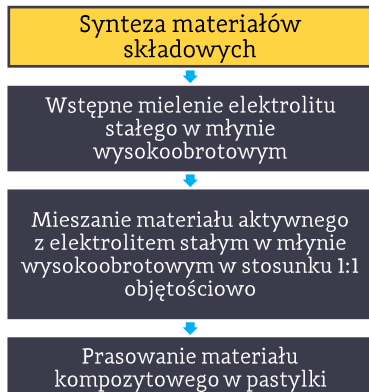 Synteza materiałów
składowych
Wstępne mielenie elektrolitu
stałego w młynie
wysokoobrotowym
Mieszanie materiału aktywnego
z elektrolitem stałym w młynie
wysokoobrotowym w stosunku 1:1
objętościowo
Prasowanie materiału
kompozytowego w pastylki